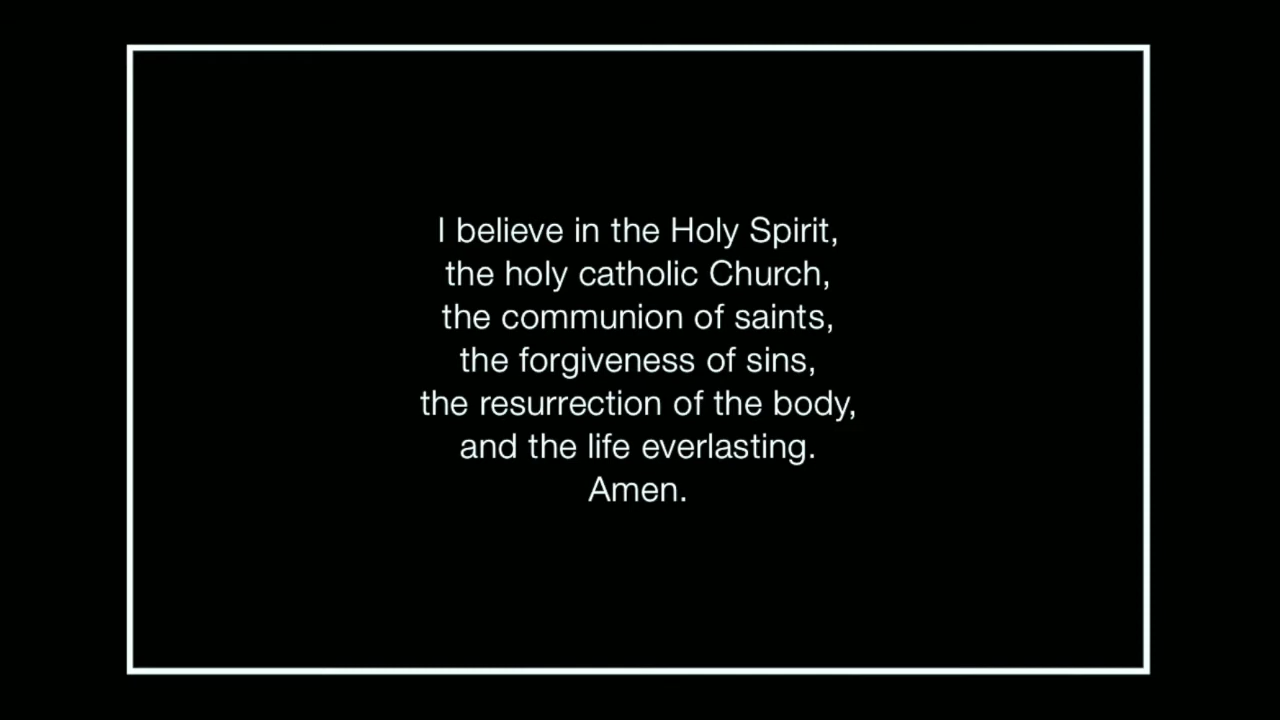 I believe in the Holy Spirit,
the holy catholic Church,
the communion of saints,
the forgiveness of sins,
the resurrection of the body,
and the life everlasting.
Amen.